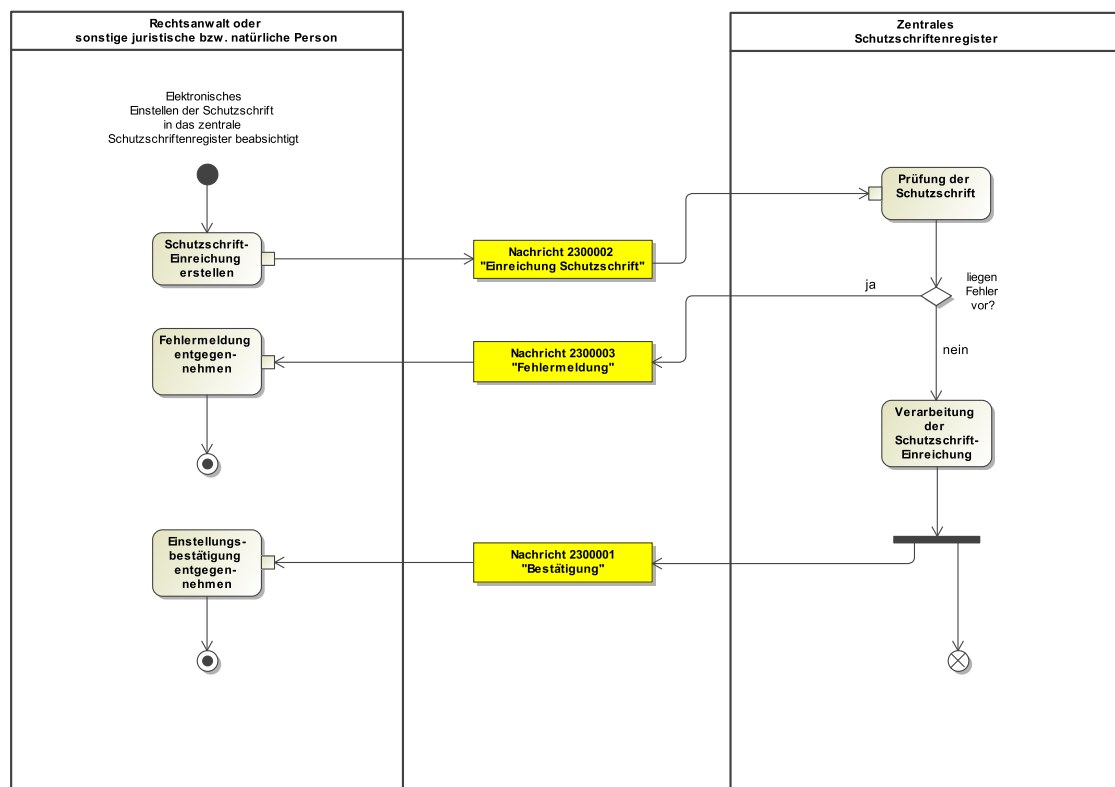 Rechtsanwalt oder
sonstige juristische bzw. natürliche Person
Zentrales
Schutzschriftenregister
Elektronisches
Einstellen der Schutzschrift
in das zentrale
Schutzschriftenregister beabsichtigt
Prüfung der
Schutzschrift
Schutzschrift-
Einreichung
erstellen
Nachricht 2300002
"Einreichung Schutzschrift"
ja
liegen
Fehler
vor?
Fehlermeldung
entgegen-
nehmen
Nachricht 2300003
"Fehlermeldung"
nein
Verarbeitung
der
Schutzschrift-
Einreichung
Einstellungs-
bestätigung
entgegen-
nehmen
Nachricht 2300001
"Bestätigung"